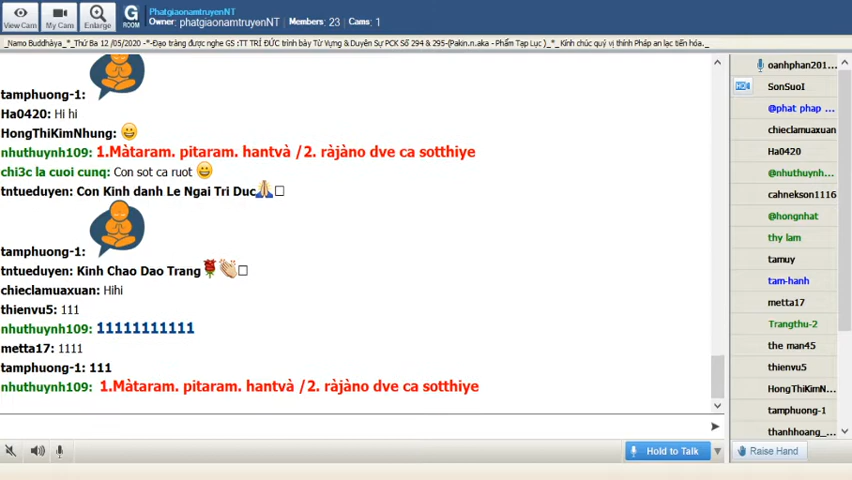 View Cam
My Cam
Enlarge
G
ROOM
PhatgiaonamtruyenNT
Owner: phatgiaonamtruyenNT Members: 23 Cams: 1
_Namo Buddhàya_*_Thứ Ba 12 /05/2020 -*-Đạo tràng được nghe GS :TT TRÍ ĐỨC trình bày Từ Vựng &Duyên Sự PCK Số 294 & 295-(Pakin.n.aka - Phẩm Tạp Lục )_*_ Kính chúc quý vị thính Pháp an lạc tiến hóa._
tamphuong-1:
Ha0420: Hi hi
HongThiKimNhung:
nhuthuynh109: 1.Màtaram. pitaram. hantvà /2. ràjàno dve ca sotthiye
chi3c la cuoi cunq: Con sot ca ruot
tntueduyen: Con Kinh danh Le Ngai Tri Duc
tamphuong-1:
tntueduyen: Kinh Chao Dao Trang
chieclamuaxuan: Hihi
thienvu5: 111
nhuthuynh109: 11111111111
metta17: 1111
tamphuong-1: 111
nhuthuynh109: 1.Màtaram. pitaram. hantvà /2. ràjàno dve ca sotthiye
Hold to Talk
oanhphan201...
HD
SonSuoI
@phat phap ...
chieclamuaxuan
Ha0420
@nhuthuynh...
cahnekson1116
@hongnhat
thy lam
tamuy
tam-hanh
metta17
Trangthu-2
the man45
thienvu5
HongThiKimN...
tamphuong-1
thanhhoang_...
Raise Hand